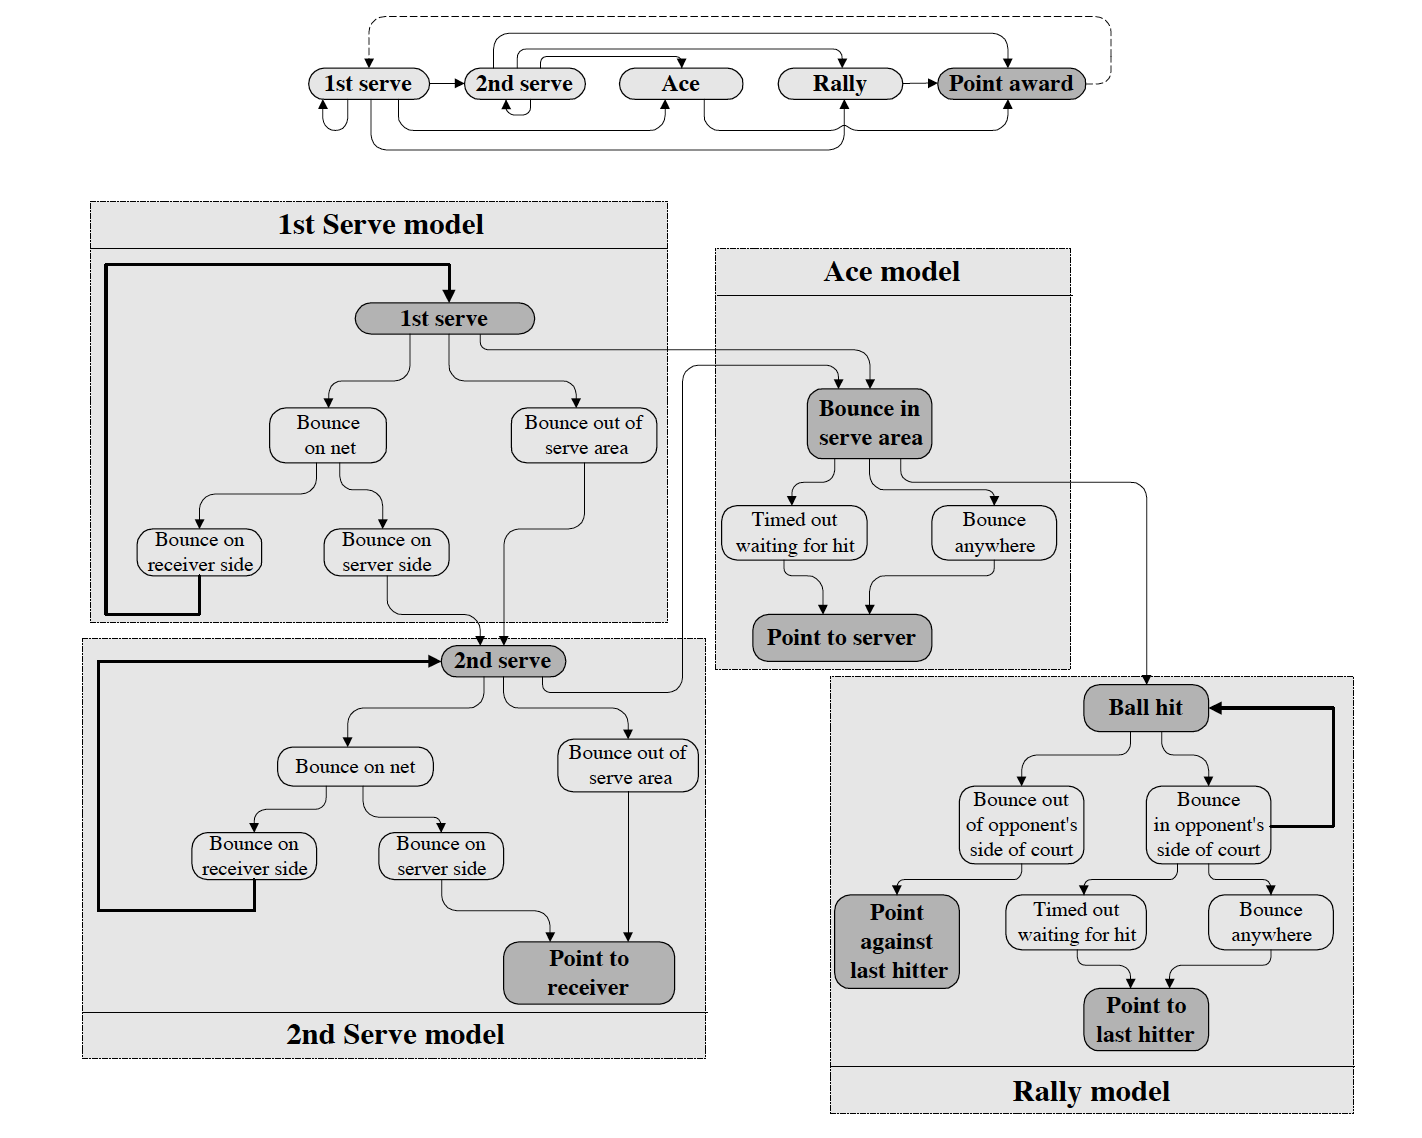 1st serve
2nd serve
Ace
Rally
Point award
1st Serve model
1st serve
Bounce
on net
Bounce out of
serve area
Bounce on
receiver side
Bounce on
server side
Ace model
Bounce in
serve area
Timed out
waiting for hit
Bounce
anywhere
Point to server
2nd serve
Bounce on net
Bounce out of
serve area
Bounce on
receiver side
Bounce on
server side
Point to
receiver
2nd Serve model
Ball hit
Bounce out
of opponent's
side of court
Bounce
in opponent's
side of court
Point
against
last hitter
Timed out
waiting for hit
Bounce
anywhere
Point to
last hitter
Rally model